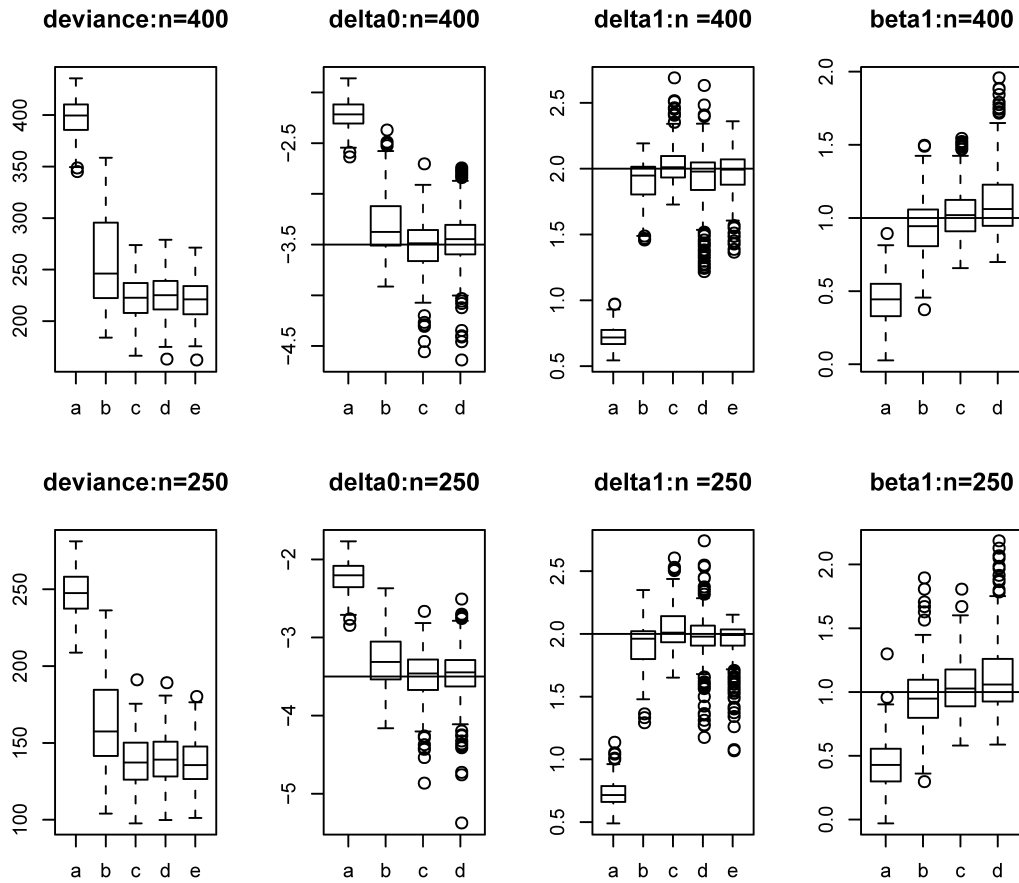 deviance:n=400
delta0:n=400
delta1:n =400
beta1:n=400
400
350
300
250
200
a b c d e
−2.5
−3.5
−4.5
a b c d
2.5
2.0
1.5
1.0
0.5
a b c d e
2.0
1.5
1.0
0.5
0.0
a b c d
deviance:n=250
delta0:n=250
delta1:n =250
beta1:n=250
250
200
150
100
a b c d e
−2
−3
−4
−5
a b c d
2.5
2.0
1.5
1.0
0.5
a b c d e
2.0
1.5
1.0
0.5
0.0
a b c d